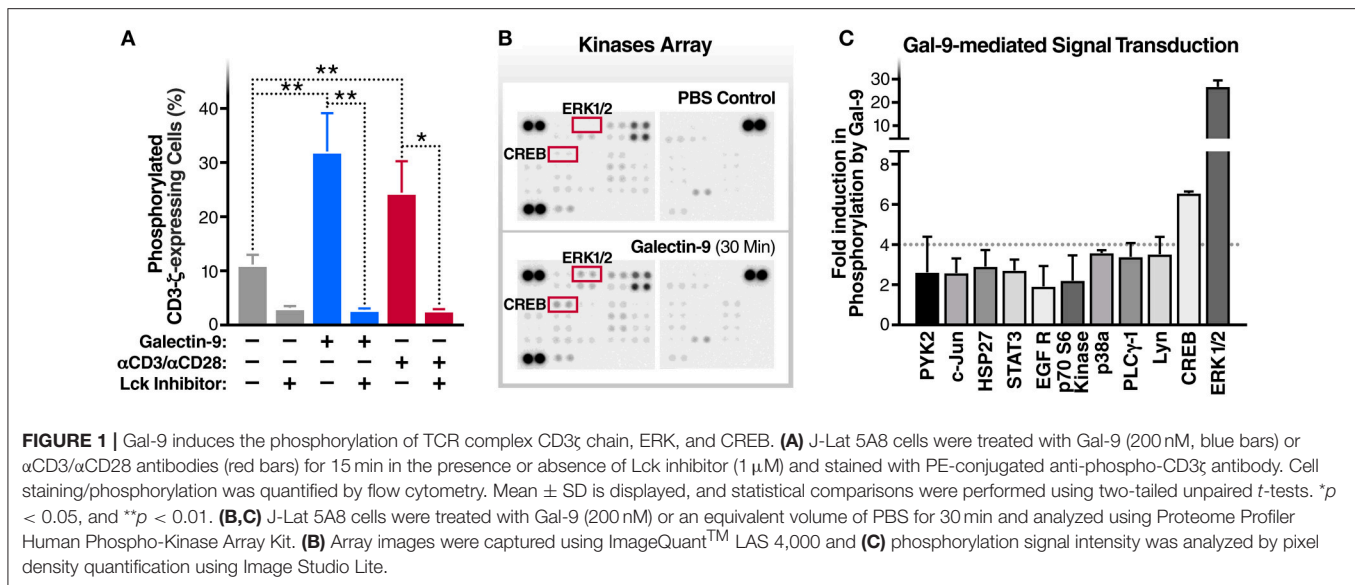 A
Phosphorylated
CD3-ζ-expressing Cells (%)
40
30
20
10
0
**
**
**
*
Galectin-9: – – + + – –
αCD3/αCD28: – – – – + +
Lck Inhibitor: – + – + – +
B
Kinases Array
ERK1/2
PBS Control
CREB
ERK1/2
Galectin-9 (30 Min)
CREB
C
Gal-9-mediated Signal Transduction
Fold induction in
Phosphorylation by Gal-9
30
20
10
8
6
4
2
0
PYK2
c-Jun
HSP27
STAT3
EGF R
p70 S6
Kinase
p38a
PLCγ-1
Lyn
CREB
ERK1/2
FIGURE 1 | Gal-9 induces the phosphorylation of TCR complex CD3ζ chain, ERK, and CREB. (A) J-Lat 5A8 cells were treated with Gal-9 (200 nM, blue bars) or
αCD3/αCD28 antibodies (red bars) for 15 min in the presence or absence of Lck inhibitor (1 μM) and stained with PE-conjugated anti-phospho-CD3ζ antibody. Cell
staining/phosphorylation was quantified by flow cytometry. Mean ± SD is displayed, and statistical comparisons were performed using two-tailed unpaired t-tests. *p
< 0.05, and **p < 0.01. (B,C) J-Lat 5A8 cells were treated with Gal-9 (200 nM) or an equivalent volume of PBS for 30 min and analyzed using Proteome Profiler
Human Phospho-Kinase Array Kit. (B) Array images were captured using ImageQuant™ LAS 4,000 and (C) phosphorylation signal intensity was analyzed by pixel
density quantification using Image Studio Lite.